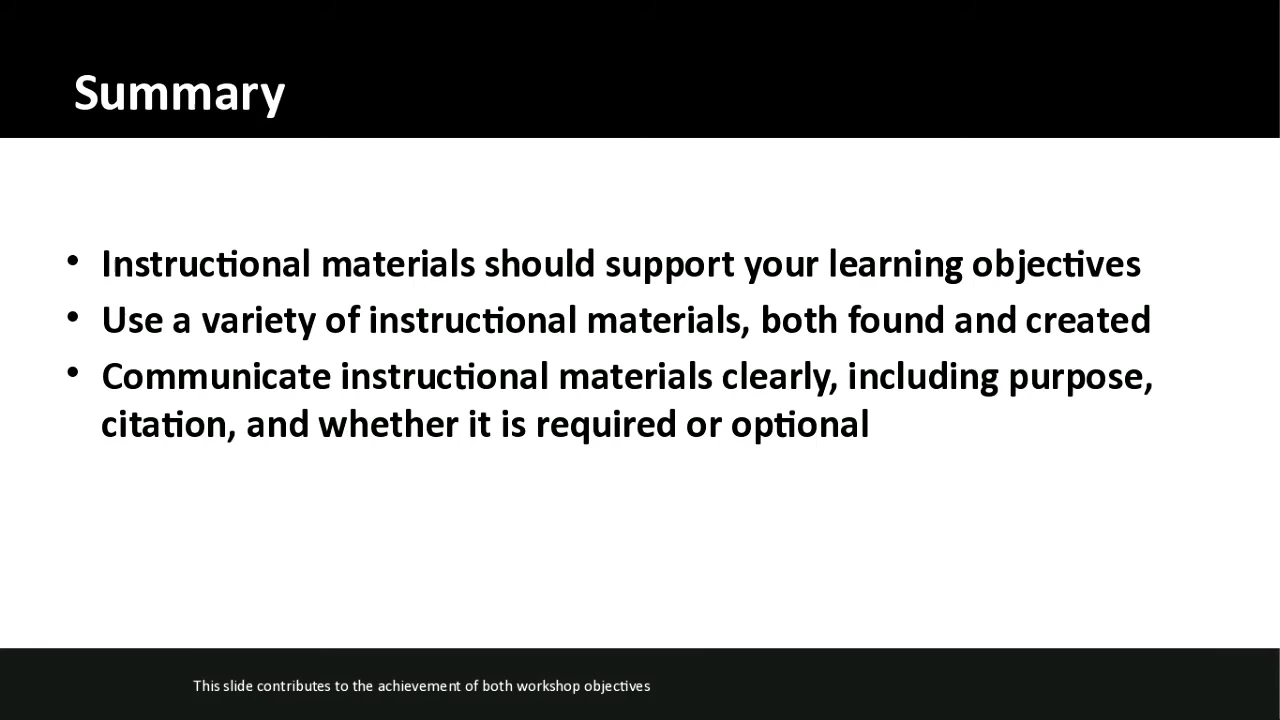 Summary
• Instructional materials should support your learning objectives
• Use a variety of instructional materials, both found and created
• Communicate instructional materials clearly, including purpose,
citation, and whether it is required or optional
This slide contributes to the achievement of both workshop objectives